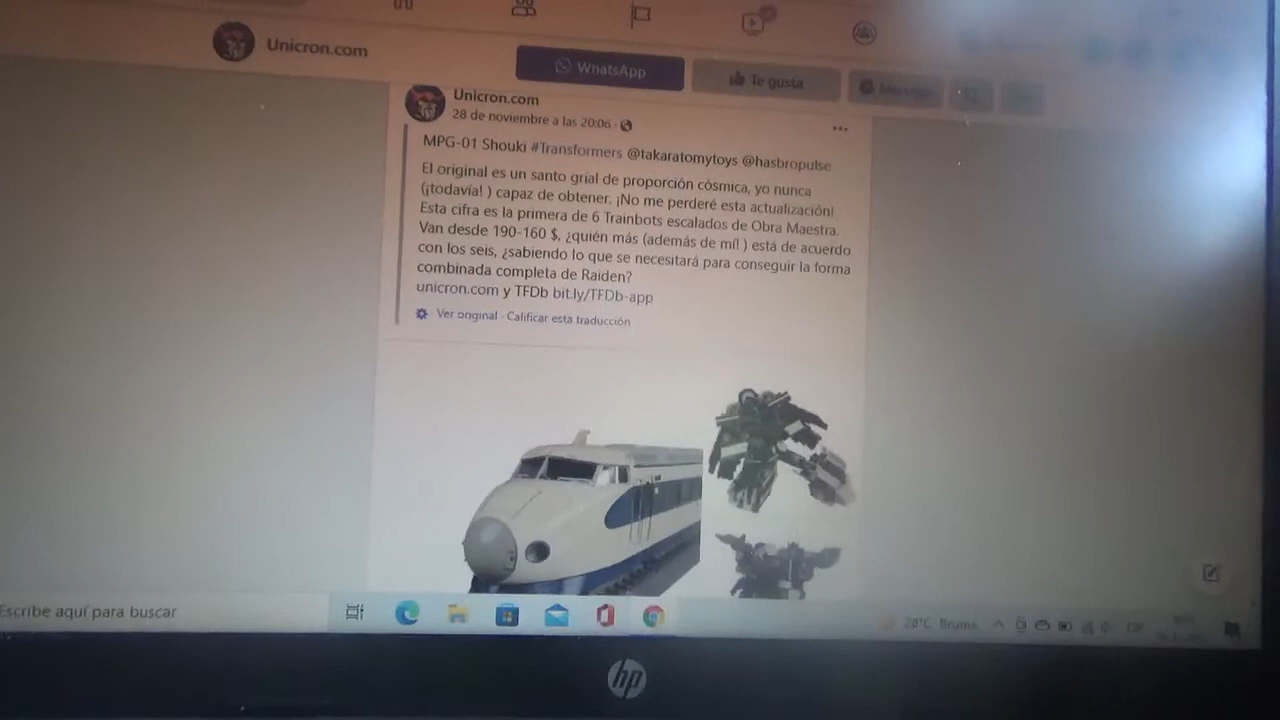 Unicron.com
WhatsApp
Te gusta
Unicron.com
28 de noviembre a las 20:06 ·
MPG-01 Shouki #Transformers @takaratomytoys @hasbropulse
El original es un santo grial de proporción cósmica, yo nunca
(¡todavía! ) capaz de obtener. ¡No me perderé esta actualización!
Esta cifra es la primera de 6 Trainbots escalados de Obra Maestra.
Van desde 190-160 $, ¿quién más (además de mí! ) está de acuerdo
con los seis, ¿sabiendo lo que se necesitará para conseguir la forma
combinada completa de Raiden?
unicron.com y TFDb bit.ly/TFDb-app
Ver original · Calificar esta traducción
Escribe aquí para buscar
28°C Bruma
ESP
hp